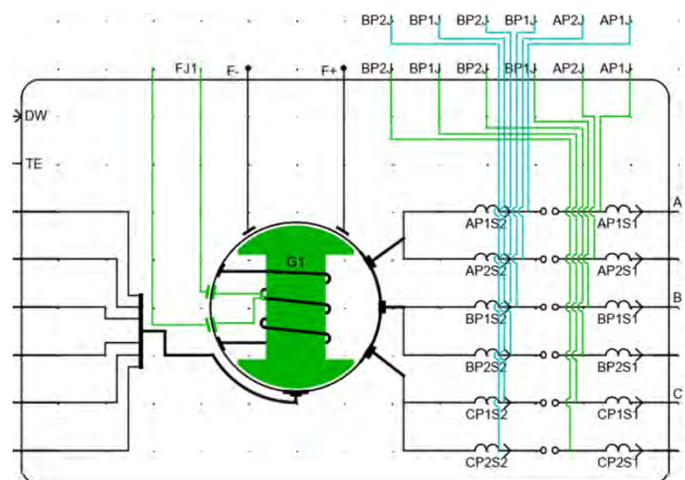 BP2J BP1J BP2J BP1J AP2J AP1J
FJ1 E- F+ BP2J BP1J BP2J BP1J AP2J AP1J
DW
TE
A
AP1S2 AP1S1
G1
AP2S2 AP2S1
B
BP1S2 BP1S1
BP2S2 BP2S1
C
CP1S2 CP1S1
CP2S2 CP2S1